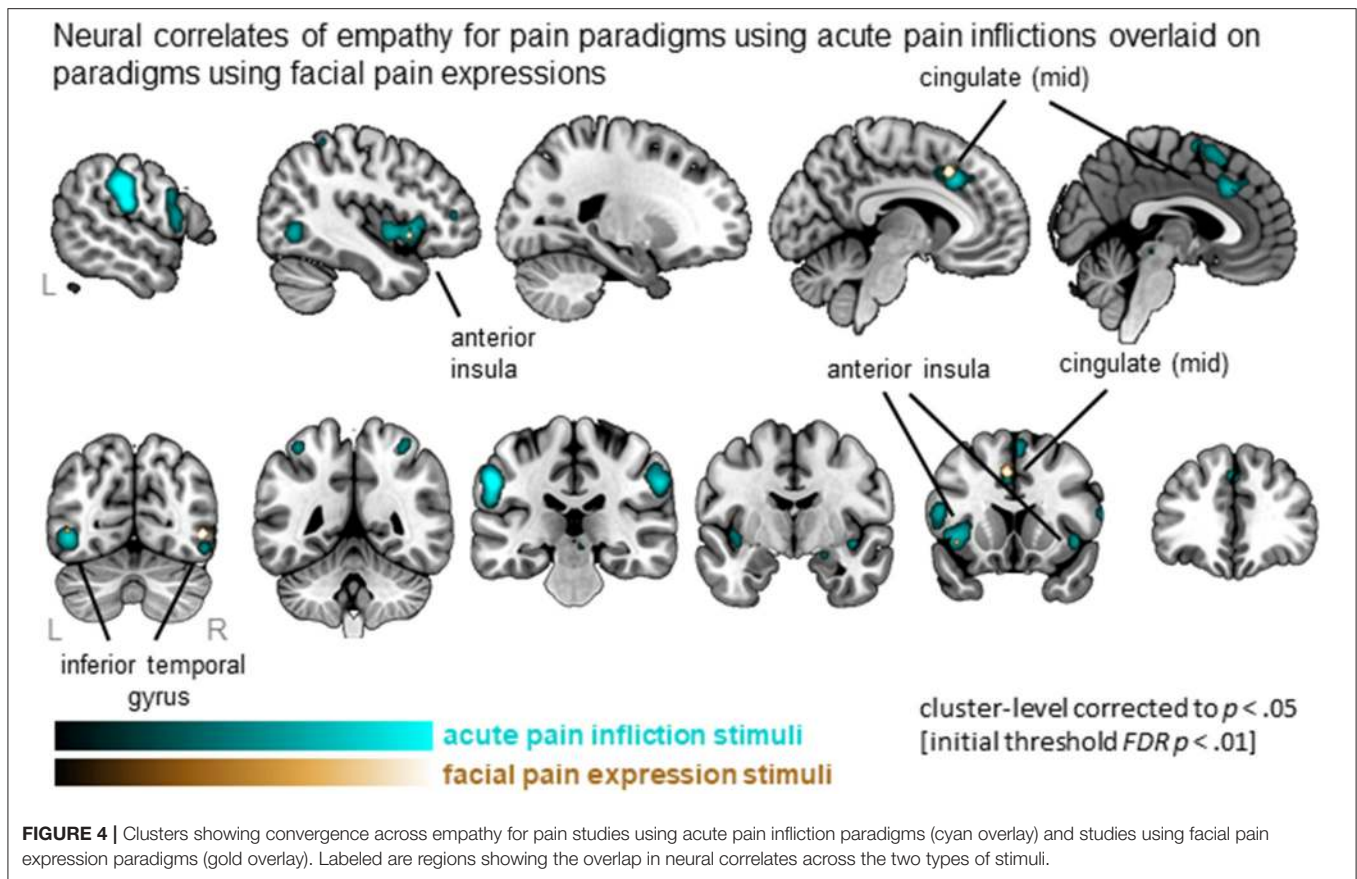 Neural correlates of empathy for pain paradigms using acute pain inflictions overlaid on
paradigms using facial pain expressions
cingulate (mid)
L
anterior
insula
anterior insula
cingulate (mid)
L
R
inferior temporal
gyrus
acute pain infliction stimuli
facial pain expression stimuli
cluster-level corrected to p < .05
[initial threshold FDR p < .01]
FIGURE 4 | Clusters showing convergence across empathy for pain studies using acute pain infliction paradigms (cyan overlay) and studies using facial pain
expression paradigms (gold overlay). Labeled are regions showing the overlap in neural correlates across the two types of stimuli.